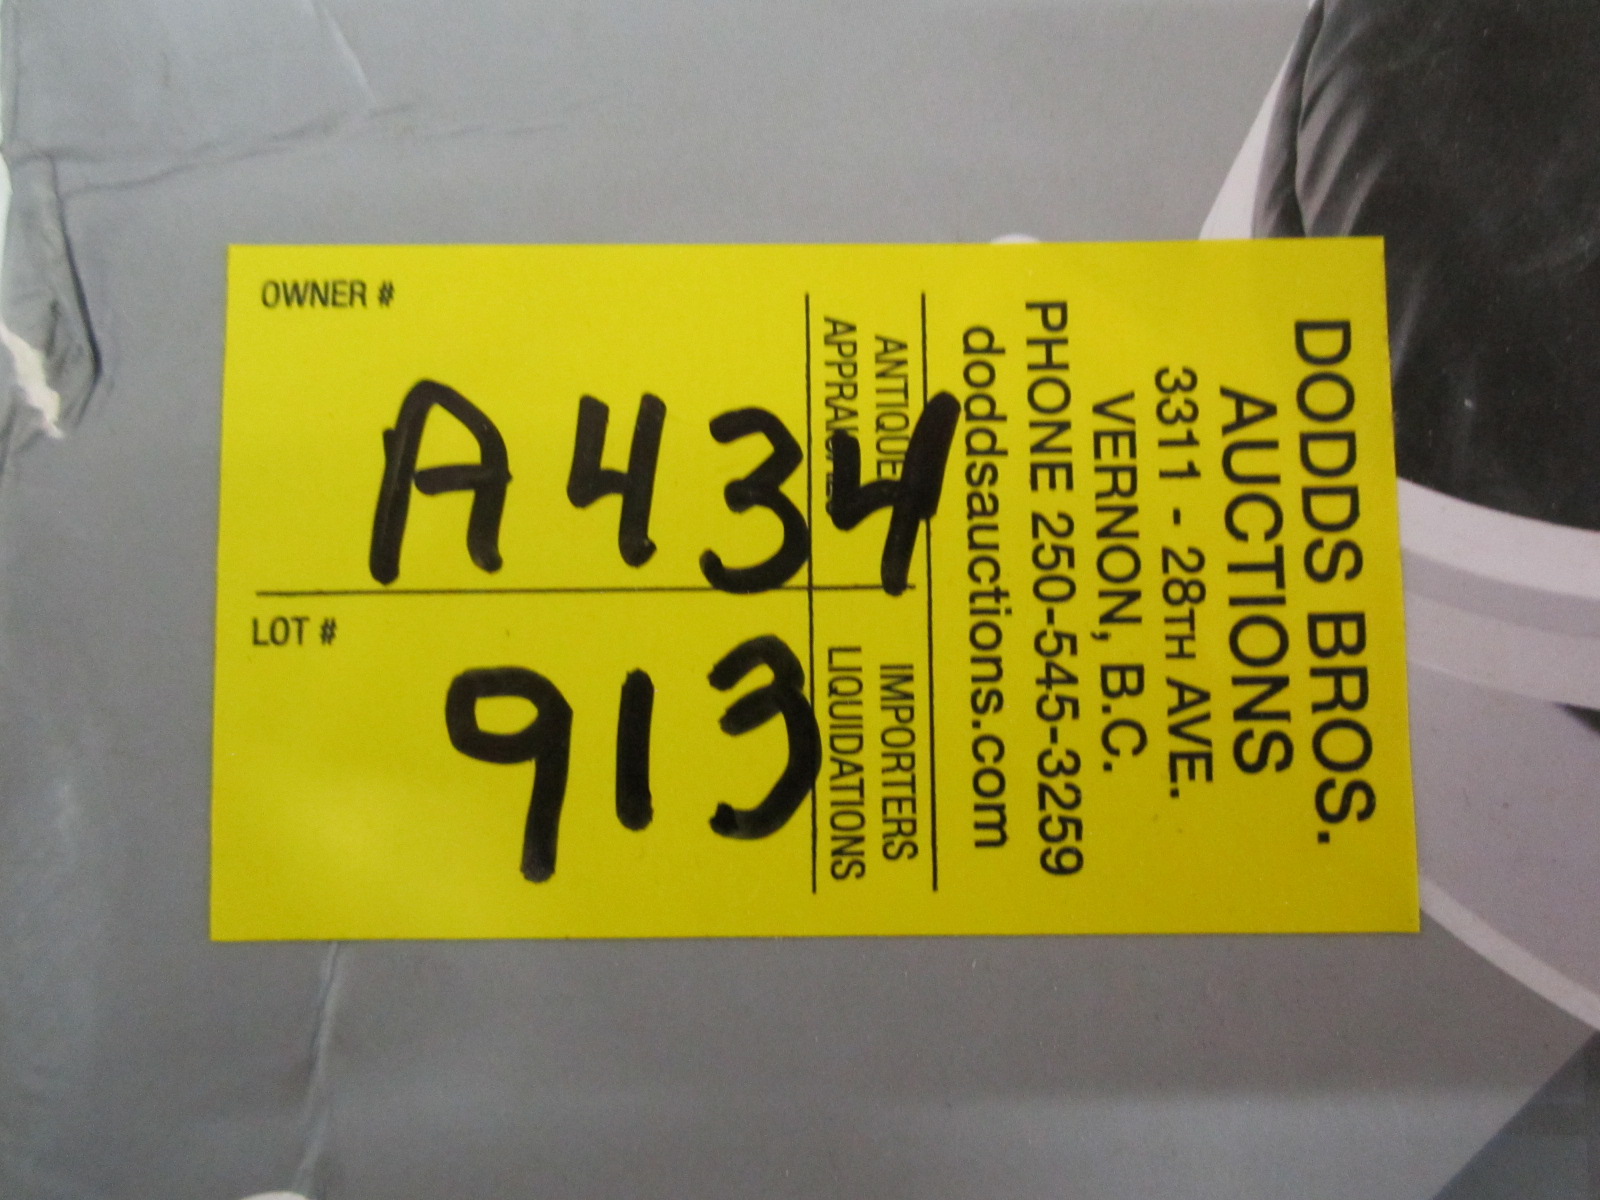 DODDS BROS.
AUCTIONS
3311 - 28TH AVE.
VERNON, B.C.
PHONE 250-545-3259
doddsauctions.com
ANTIQUES
APPRAISALS
IMPORTERS
LIQUIDATIONS
OWNER #
A434
LOT #
913